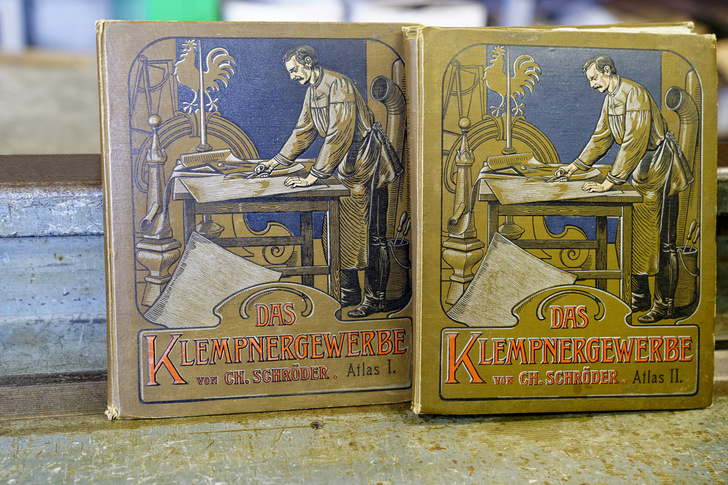 DAS
KLEMPNERGEWERBE
VON CH. SCHRÖDER. Atlas I.
DAS
KLEMPNERGEWERBE
VON CH. SCHRÖDER. Atlas II.